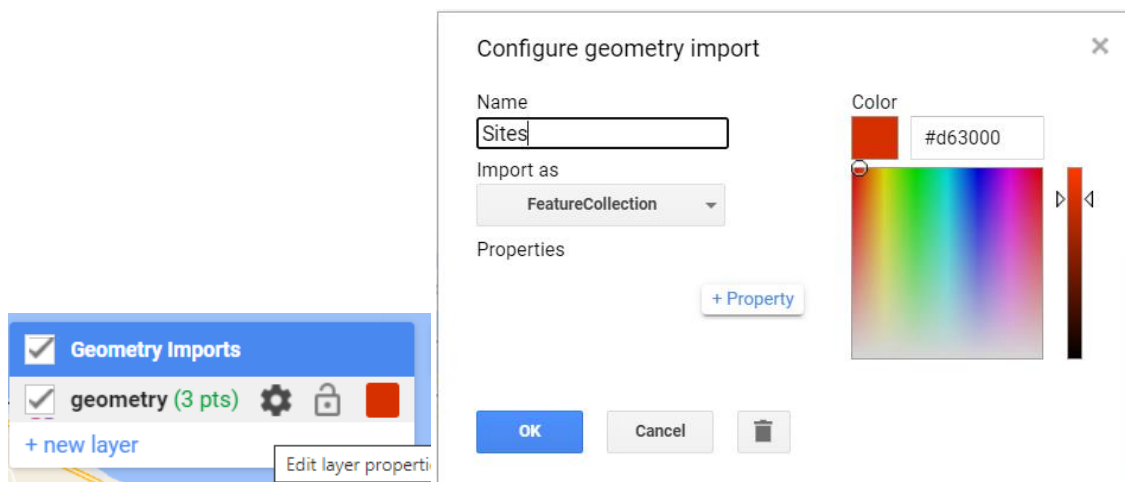 Geometry Imports
geometry (3 pts)
+ new layer
Edit layer
Configure geometry import
Name
Sites
Import as
FeatureCollection
Properties
+ Property
OK
Cancel
Color
#d63000